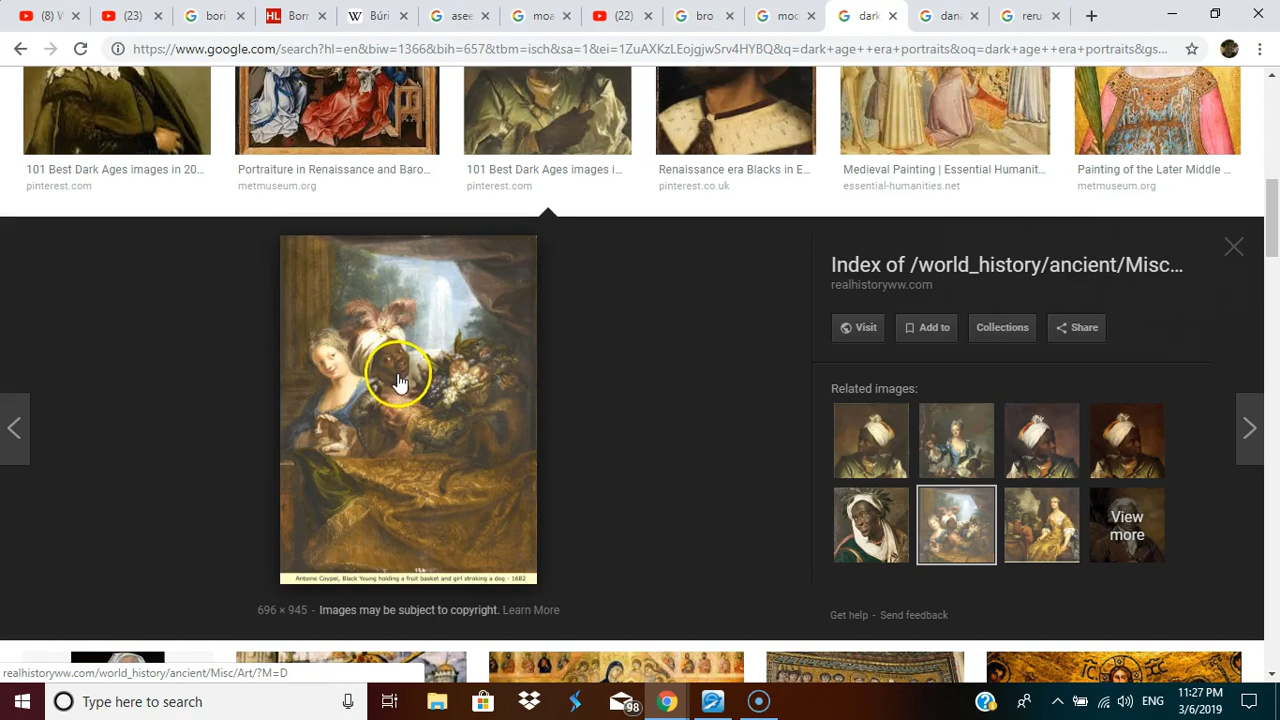 (8) W
(23)
bori
Borr
Búri
asee
moa
(22)
bro
moc
dark
dana
reru
https://www.google.com/search?hl=en&biw=1366&bih=657&tbm=isch&sa=1&ei=1ZuAXKzLEojgjwSrv4HYBQ&q=dark+age++era+portraits&oq=dark+age++era+portraits&gs...
101 Best Dark Ages images in 20...
pinterest.com
Portraiture in Renaissance and Baro...
metmuseum.org
101 Best Dark Ages images i...
pinterest.com
Renaissance era Blacks in E...
pinterest.co.uk
Medieval Painting | Essential Humanit...
essential-humanities.net
Painting of the Later Middle ...
metmuseum.org
Index of /world_history/ancient/Misc...
realhistoryww.com
Visit
Add to
Collections
Share
Related images:
View
more
Antoine Coypel, Black Young holding a fruit basket and girl stroking a dog - 1682
696 × 945 - Images may be subject to copyright. Learn More
Get help - Send feedback
realhistoryww.com/world_history/ancient/Misc/Art/?M=D
Type here to search
98
ENG
11:27 PM
3/6/2019